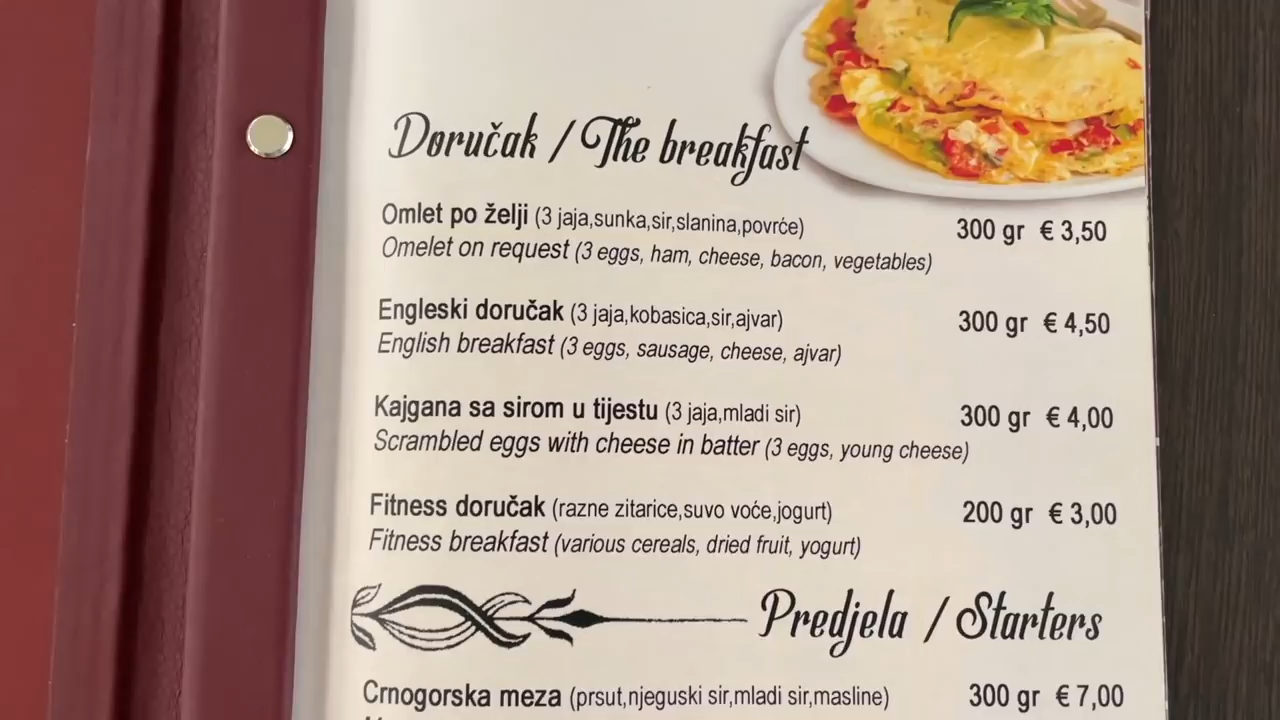 Doručak / The breakfast
Omlet po želji (3 jaja,sunka,sir,slanina,povrće) 300 gr € 3,50
Omelet on request (3 eggs, ham, cheese, bacon, vegetables)
Engleski doručak (3 jaja,kobasica,sir,ajvar) 300 gr € 4,50
English breakfast (3 eggs, sausage, cheese, ajvar)
Kajgana sa sirom u tijestu (3 jaja,mladi sir) 300 gr € 4,00
Scrambled eggs with cheese in batter (3 eggs, young cheese)
Fitness doručak (razne zitarice,suvo voće,jogurt) 200 gr € 3,00
Fitness breakfast (various cereals, dried fruit, yogurt)
Predjela / Starters
Crnogorska meza (prsut,njeguski sir,mladi sir,masline) 300 gr € 7,00